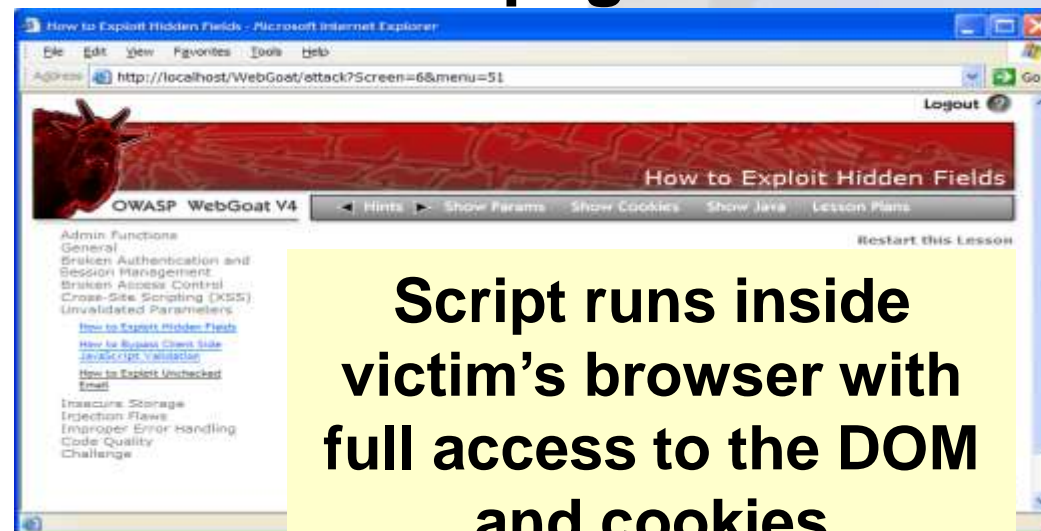 How to Exploit Hidden Fields - Microsoft Internet Explorer
File Edit View Favorites Tools Help
Address http://localhost/WebGoat/attack?Screen=6&menu=51 Go
Logout
How to Exploit Hidden Fields
OWASP WebGoat V4 Hints Show Params Show Cookies Show Java Lesson Plans
Restart this Lesson
Admin Functions
General
Broken Authentication and
Session Management
Broken Access Control
Cross-Site Scripting (XSS)
Unvalidated Parameters
How to Exploit Hidden Fields
How to Bypass Client Side
JavaScript Validation
How to Exploit Unchecked
Email
Insecure Storage
Injection Flaws
Improper Error Handling
Code Quality
Challenge
Script runs inside
victim’s browser with
full access to the DOM
and cookies